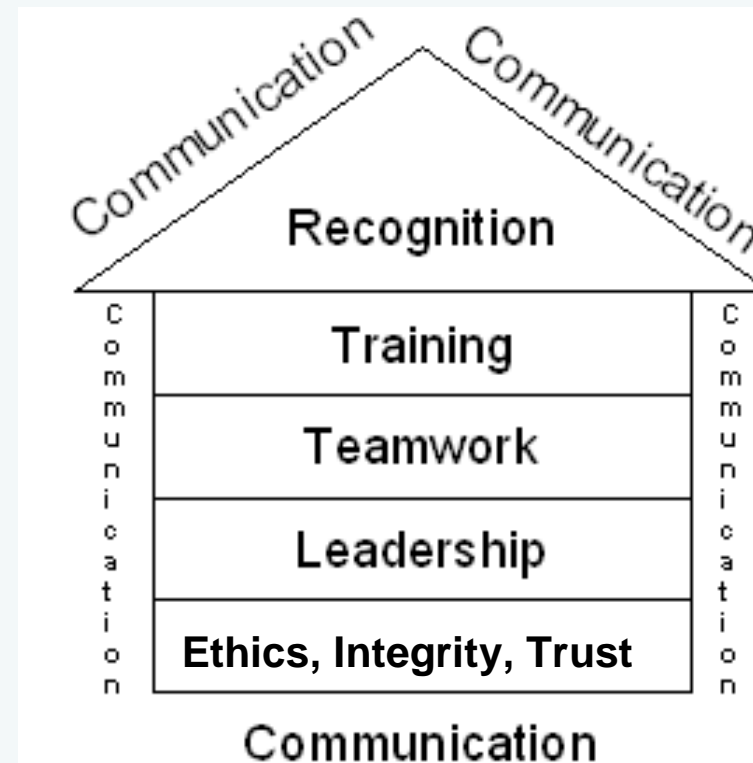 Communication
Communication
Recognition
Communication
Communication
Training
Teamwork
Leadership
Ethics, Integrity, Trust
Communication